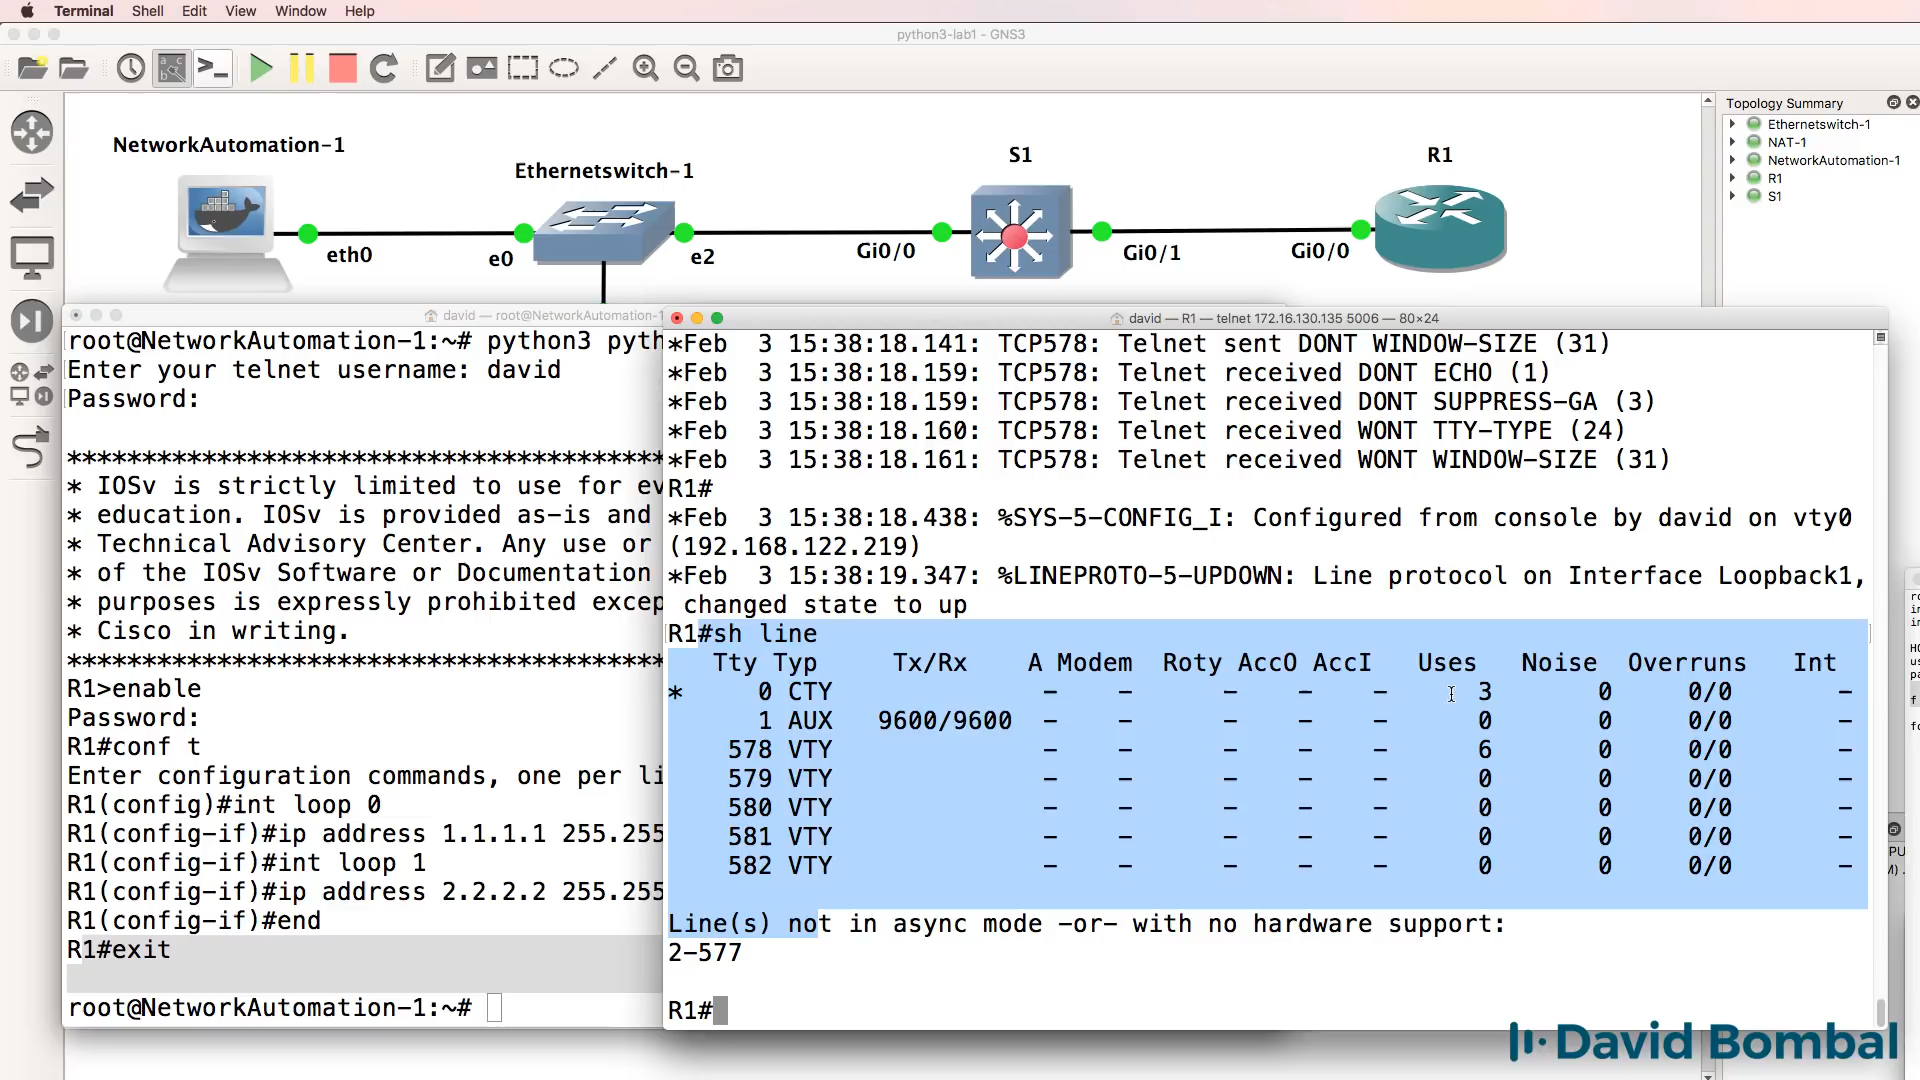 Terminal Shell Edit View Window Help
python3-lab1 - GNS3
Topology Summary
Ethernetswitch-1
NAT-1
NetworkAutomation-1
R1
S1
NetworkAutomation-1
Ethernetswitch-1
S1
R1
eth0
e0
e2
Gi0/0
Gi0/1
Gi0/0
david — root@NetworkAutomation-1
root@NetworkAutomation-1:~# python3 pyth
Enter your telnet username: david
Password:
****************************************
* IOSv is strictly limited to use for ev
* education. IOSv is provided as-is and
* Technical Advisory Center. Any use or
* of the IOSv Software or Documentation
* purposes is expressly prohibited excep
* Cisco in writing.
****************************************
R1>enable
Password:
R1#conf t
Enter configuration commands, one per li
R1(config)#int loop 0
R1(config-if)#ip address 1.1.1.1 255.255
R1(config-if)#int loop 1
R1(config-if)#ip address 2.2.2.2 255.255
R1(config-if)#end
R1#exit
root@NetworkAutomation-1:~#
david — R1 — telnet 172.16.130.135 5006 — 80×24
*Feb  3 15:38:18.141: TCP578: Telnet sent DONT WINDOW-SIZE (31)
*Feb  3 15:38:18.159: TCP578: Telnet received DONT ECHO (1)
*Feb  3 15:38:18.159: TCP578: Telnet received DONT SUPPRESS-GA (3)
*Feb  3 15:38:18.160: TCP578: Telnet received WONT TTY-TYPE (24)
*Feb  3 15:38:18.161: TCP578: Telnet received WONT WINDOW-SIZE (31)
R1#
*Feb  3 15:38:18.438: %SYS-5-CONFIG_I: Configured from console by david on vty0
(192.168.122.219)
*Feb  3 15:38:19.347: %LINEPROTO-5-UPDOWN: Line protocol on Interface Loopback1,
changed state to up
R1#sh line
Tty Typ Tx/Rx A Modem Roty AccO AccI Uses Noise Overruns Int
* 0 CTY - - - - - 3 0 0/0 -
1 AUX 9600/9600 - - - - - 0 0 0/0 -
578 VTY - - - - - 6 0 0/0 -
579 VTY - - - - - 0 0 0/0 -
580 VTY - - - - - 0 0 0/0 -
581 VTY - - - - - 0 0 0/0 -
582 VTY - - - - - 0 0 0/0 -
Line(s) not in async mode -or- with no hardware support:
2-577
R1#
David Bombal